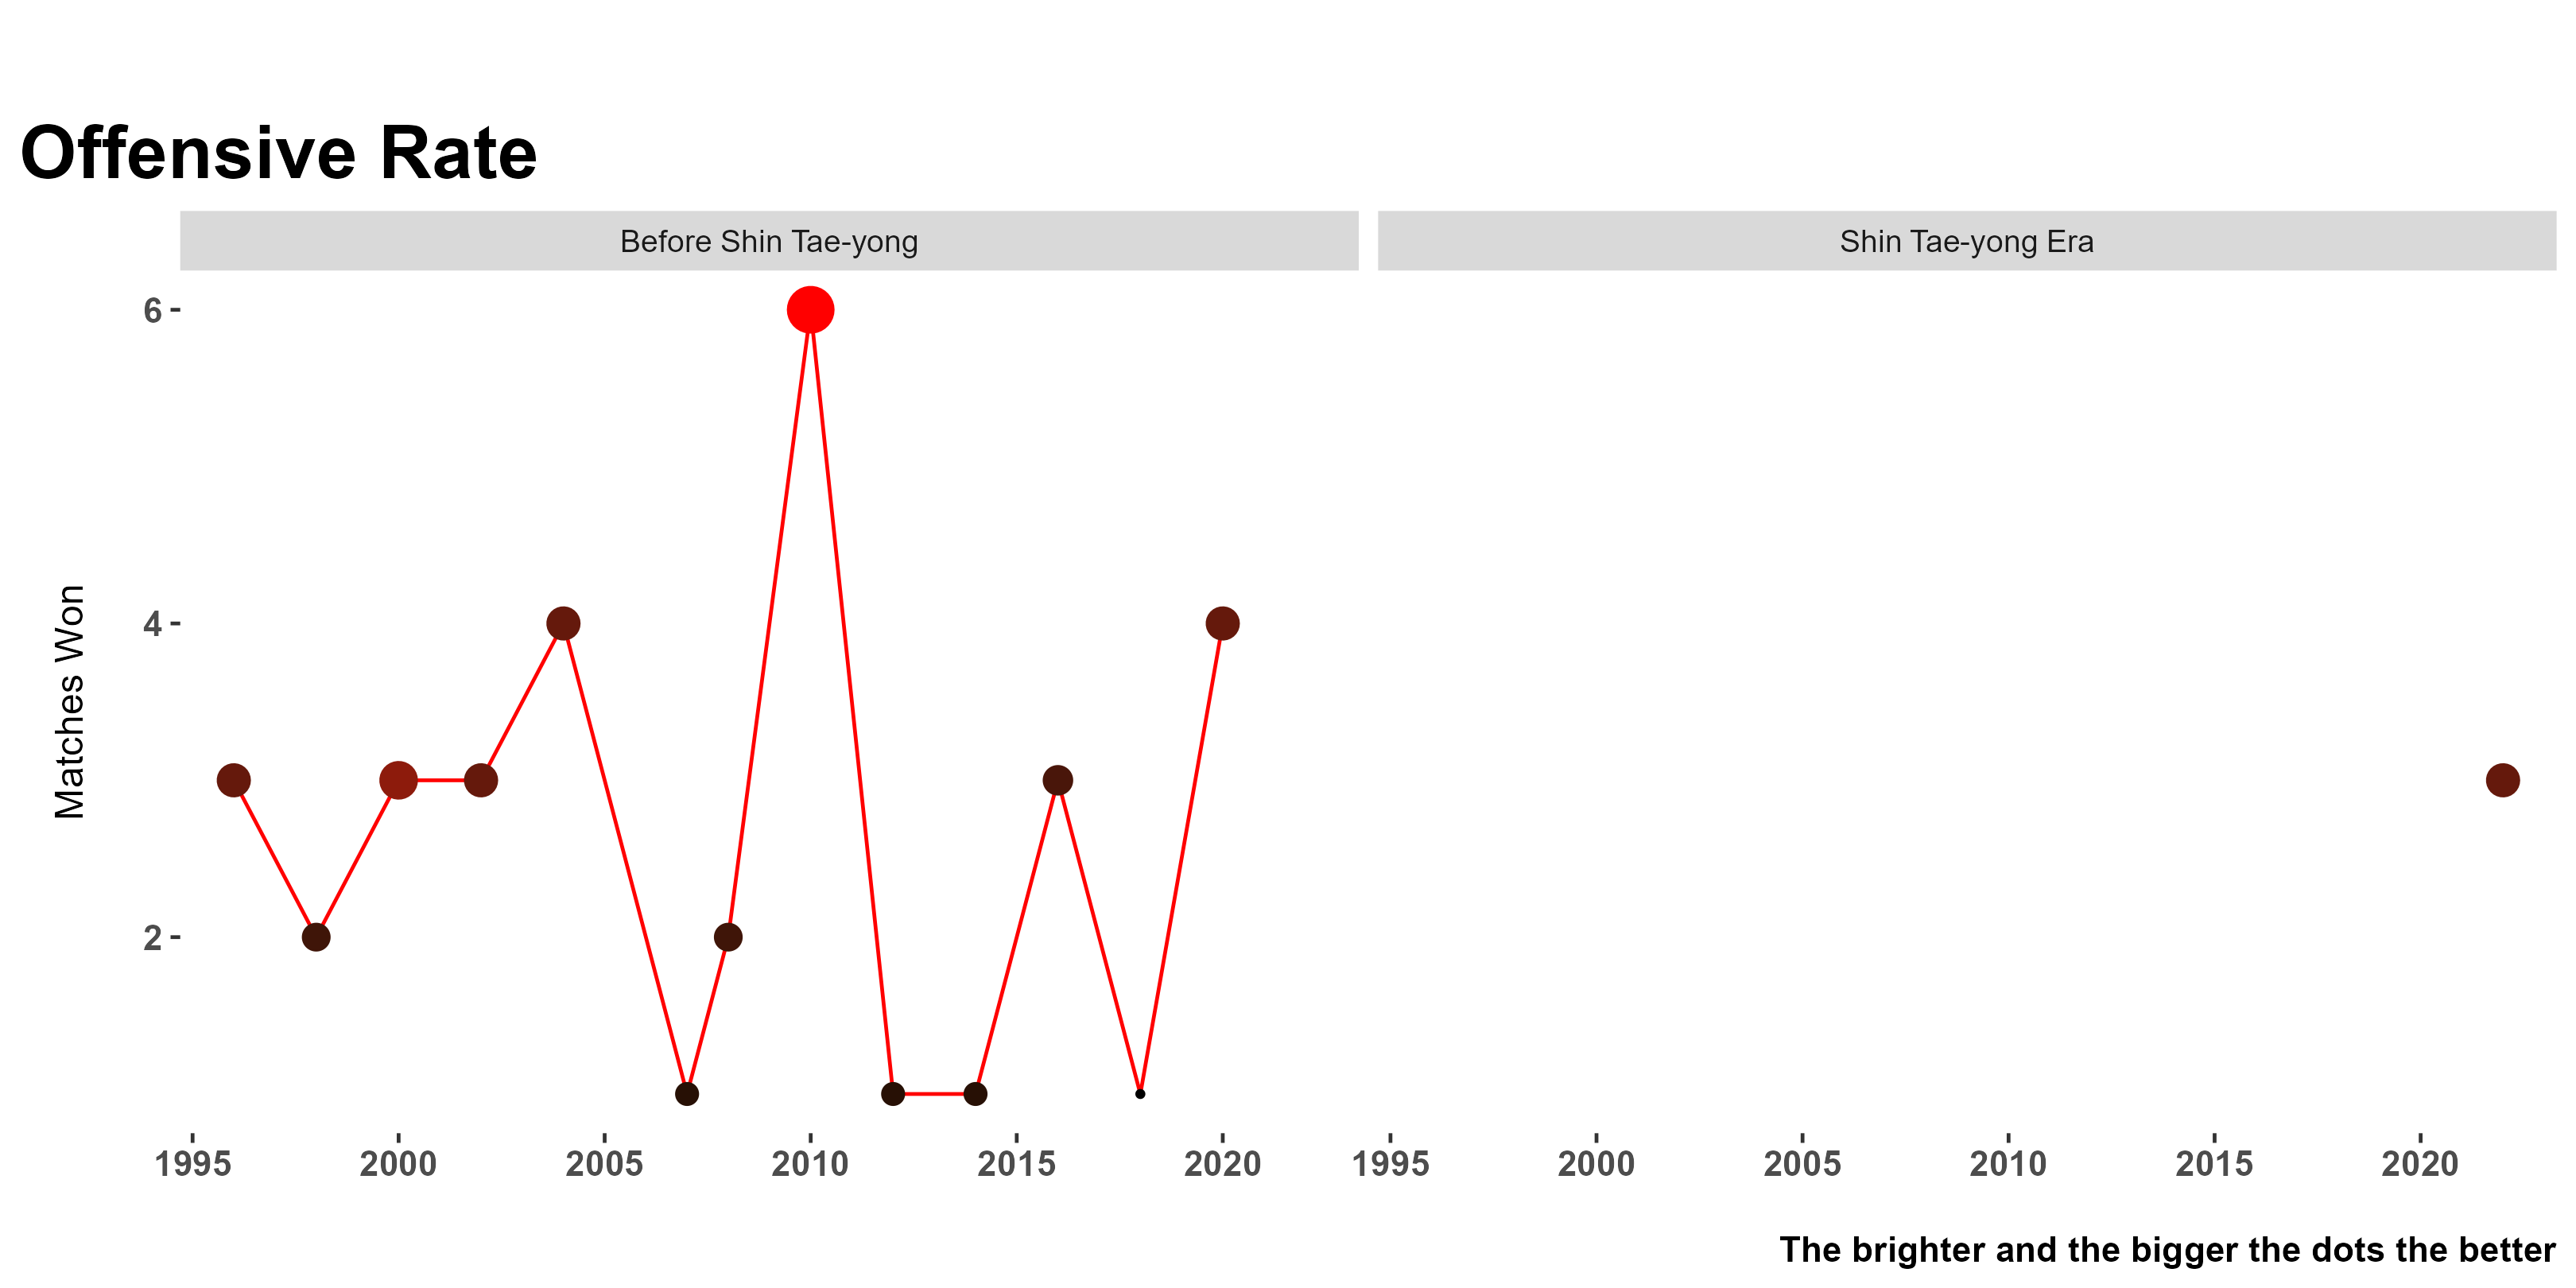 Offensive Rate
Before Shin Tae-yong
Shin Tae-yong Era
Matches Won
6
4
2
1995 2000 2005 2010 2015 2020 1995 2000 2005 2010 2015 2020
The brighter and the bigger the dots the better